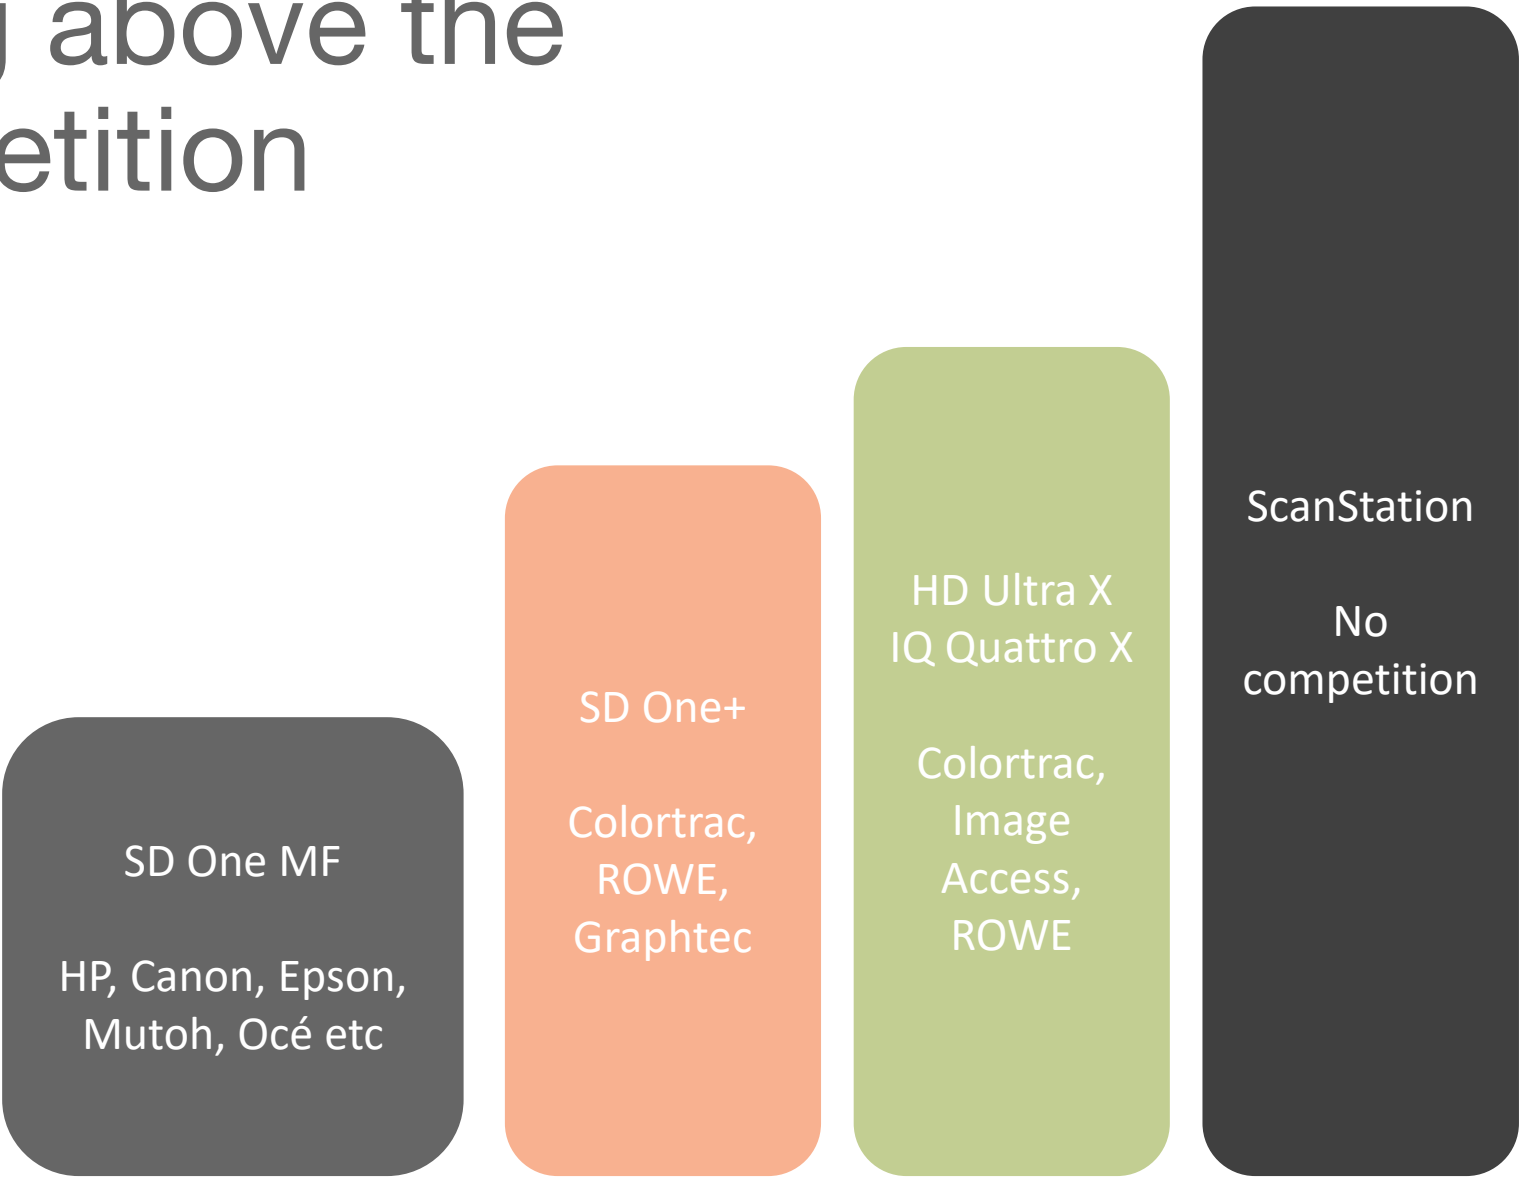 g above the
etition
SD One MF
HP, Canon, Epson,
Mutoh, Océ etc
SD One+
Colortrac,
ROWE,
Graphtec
HD Ultra X
IQ Quattro X
Colortrac,
Image
Access,
ROWE
ScanStation
No
competition